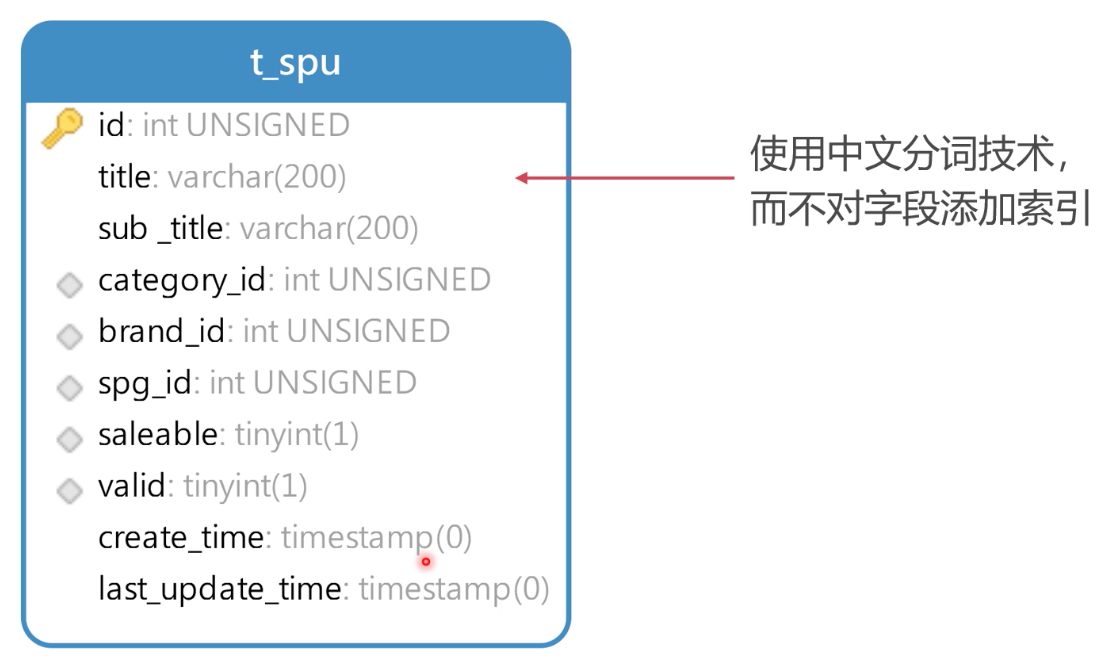 t_spu
id: int UNSIGNED
title: varchar(200)
sub _title: varchar(200)
category_id: int UNSIGNED
brand_id: int UNSIGNED
spg_id: int UNSIGNED
saleable: tinyint(1)
valid: tinyint(1)
create_time: timestamp(0)
last_update_time: timestamp(0)
使用中文分词技术，
而不对字段添加索引